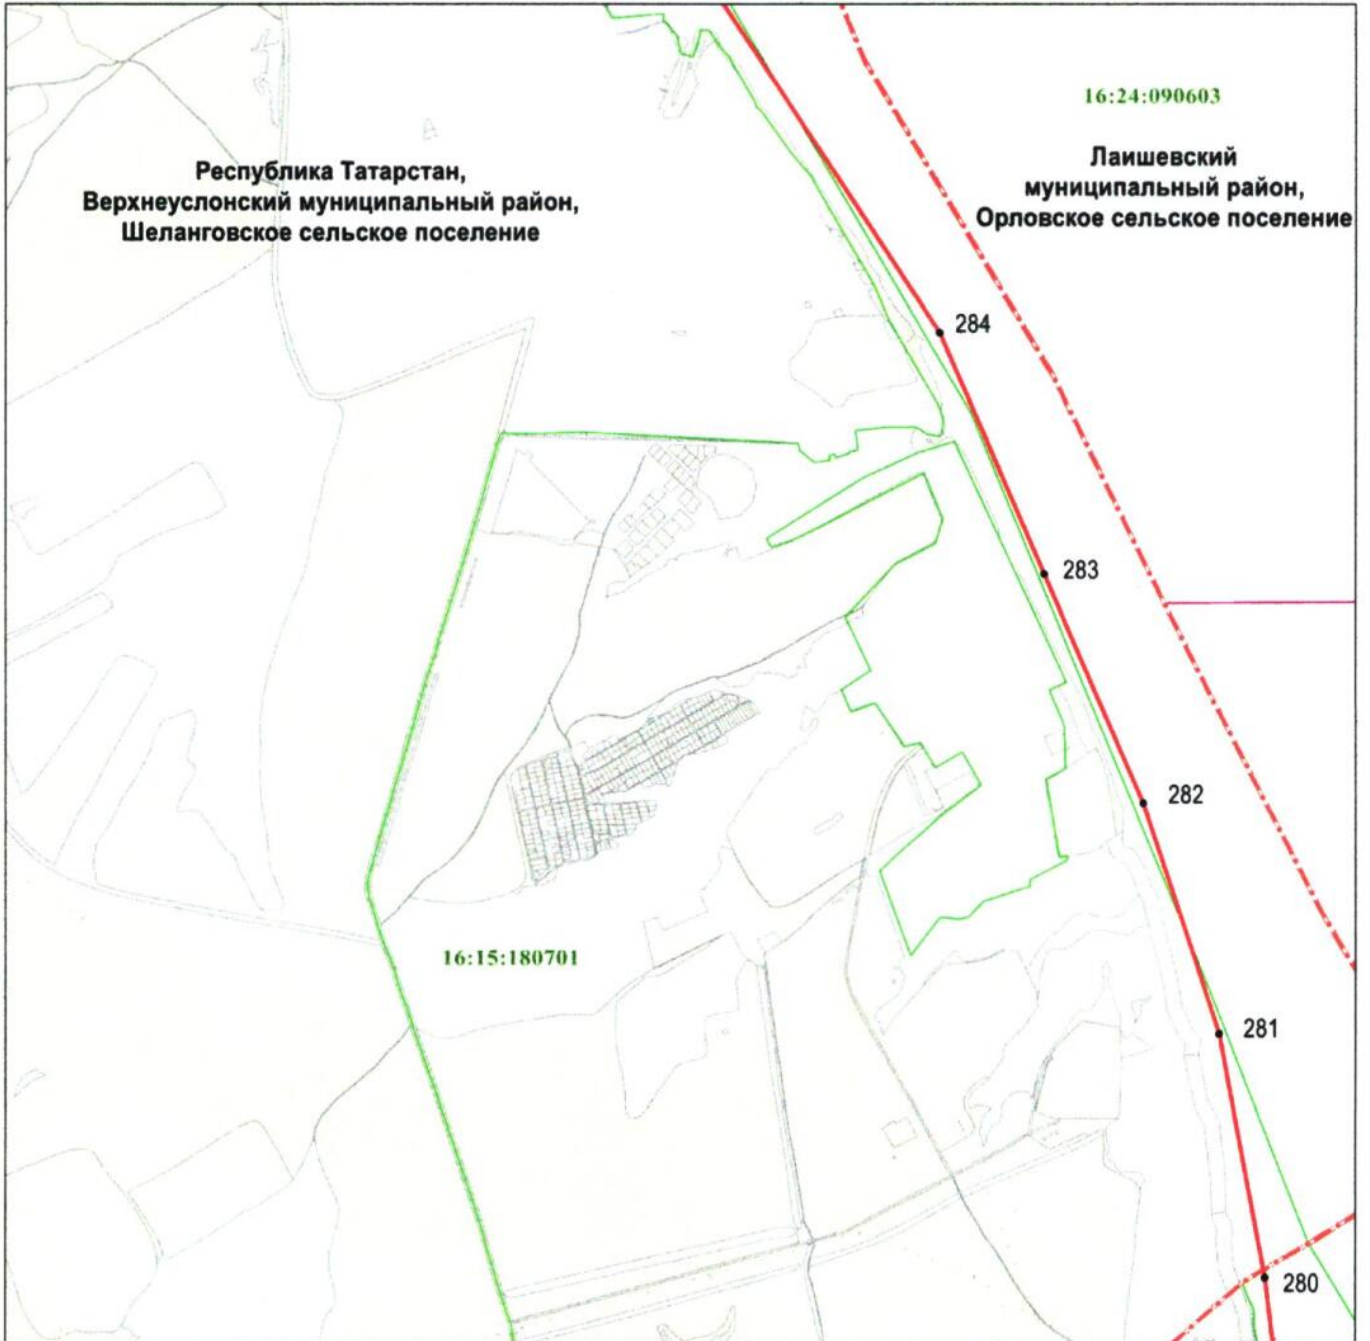 16:24:090603
Республика Татарстан,
Верхнеуслонский муниципальный район,
Шеланговское сельское поселение
Лаишевский
муниципальный район,
Орловское сельское поселение
284
283
282
16:15:180701
281
280